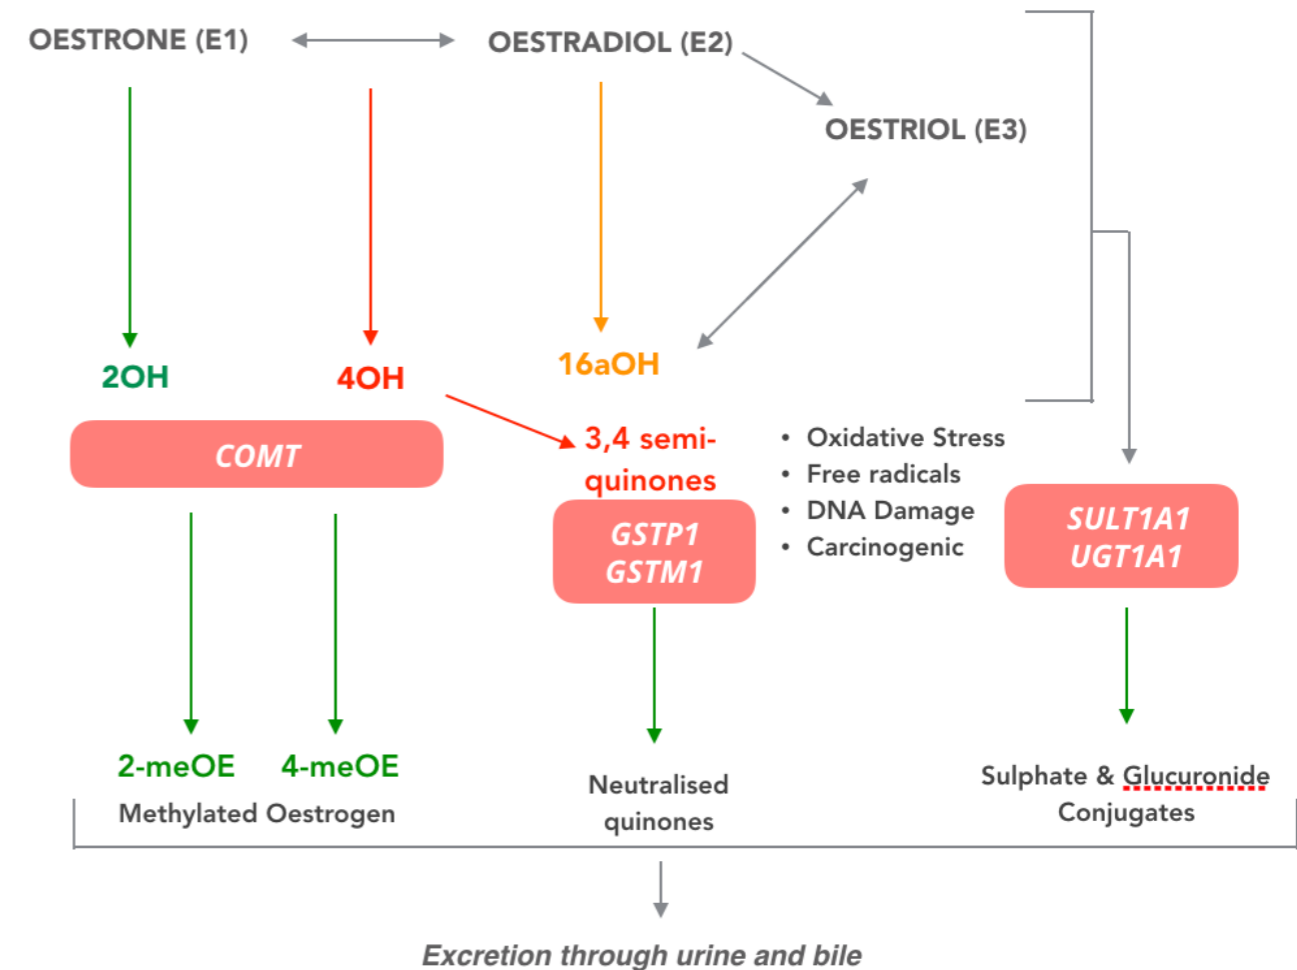 OESTRONE (E1)
OESTRADIOL (E2)
OESTRIOL (E3)
2OH
4OH
16aOH
COMT
3,4 semi-
quinones
GSTP1
GSTM1
• Oxidative Stress
• Free radicals
• DNA Damage
• Carcinogenic
SULT1A1
UGT1A1
2-meOE
4-meOE
Methylated Oestrogen
Neutralised
quinones
Sulphate & Glucuronide
Conjugates
Excretion through urine and bile